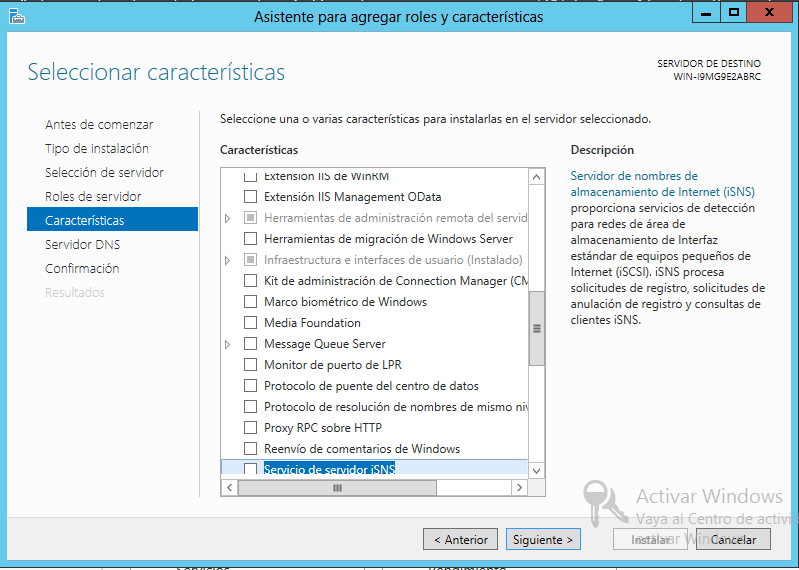 Asistente para agregar roles y características
Seleccionar características
SERVIDOR DE DESTINO
WIN-I9MG9E2ABRC
Antes de comenzar
Tipo de instalación
Selección de servidor
Roles de servidor
Características
Servidor DNS
Confirmación
Resultados
Seleccione una o varias características para instalarlas en el servidor seleccionado.
Características
Extensión IIS de WinRM
Extensión IIS Management OData
Herramientas de administración remota del servid
Herramientas de migración de Windows Server
Infraestructura e interfaces de usuario (Instalado)
Kit de administración de Connection Manager (CM
Marco biométrico de Windows
Media Foundation
Message Queue Server
Monitor de puerto de LPR
Protocolo de puente del centro de datos
Protocolo de resolución de nombres de mismo niv
Proxy RPC sobre HTTP
Reenvío de comentarios de Windows
Servicio de servidor iSNS
Descripción
Servidor de nombres de
almacenamiento de Internet (iSNS)
proporciona servicios de detección
para redes de área de
almacenamiento de Interfaz
estándar de equipos pequeños de
Internet (iSCSI). iSNS procesa
solicitudes de registro, solicitudes de
anulación de registro y consultas de
clientes iSNS.
Activar Windows
Vaya al Centro de activi
activar Windows
< Anterior
Siguiente >
Instalar
Cancelar